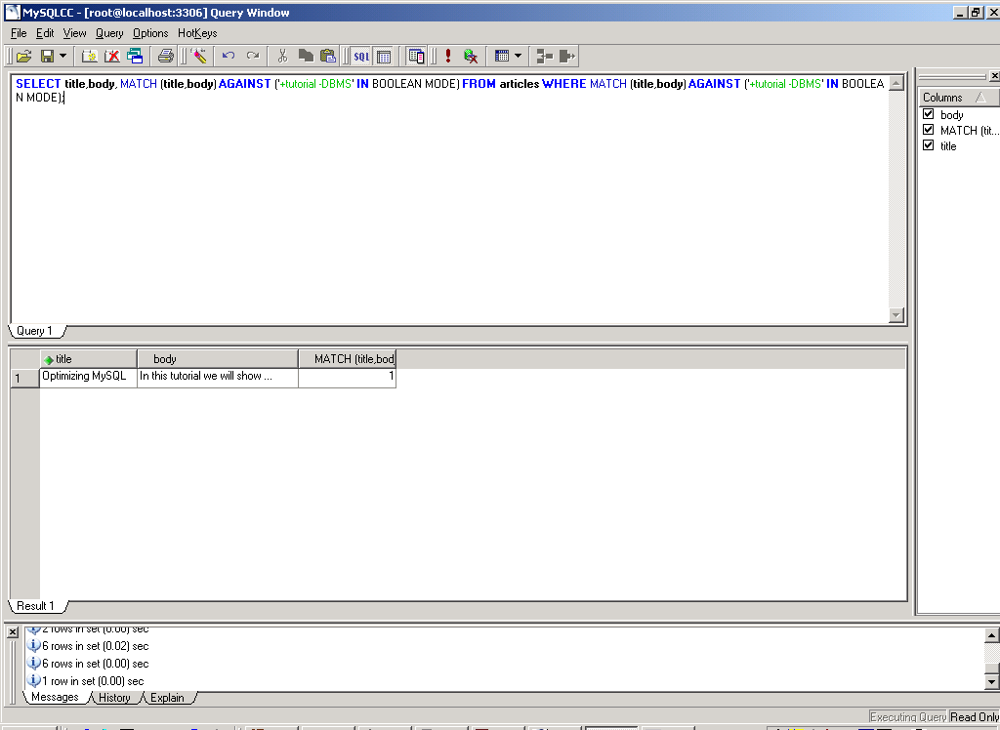 MySQLCC - [root@localhost:3306] Query Window
File Edit View Query Options HotKeys
SQL
SELECT title,body, MATCH (title,body) AGAINST ('+tutorial -DBMS' IN BOOLEAN MODE) FROM articles WHERE MATCH (title,body) AGAINST ('+tutorial -DBMS' IN BOOLEA
N MODE);
Columns
body
MATCH (tit...
title
Query 1
title body MATCH (title,bod
1 Optimizing MySQL In this tutorial we will show ... 1
Result 1
2 rows in set (0.00) sec
6 rows in set (0.02) sec
6 rows in set (0.00) sec
1 row in set (0.00) sec
Messages History Explain
Executing Query Read Only